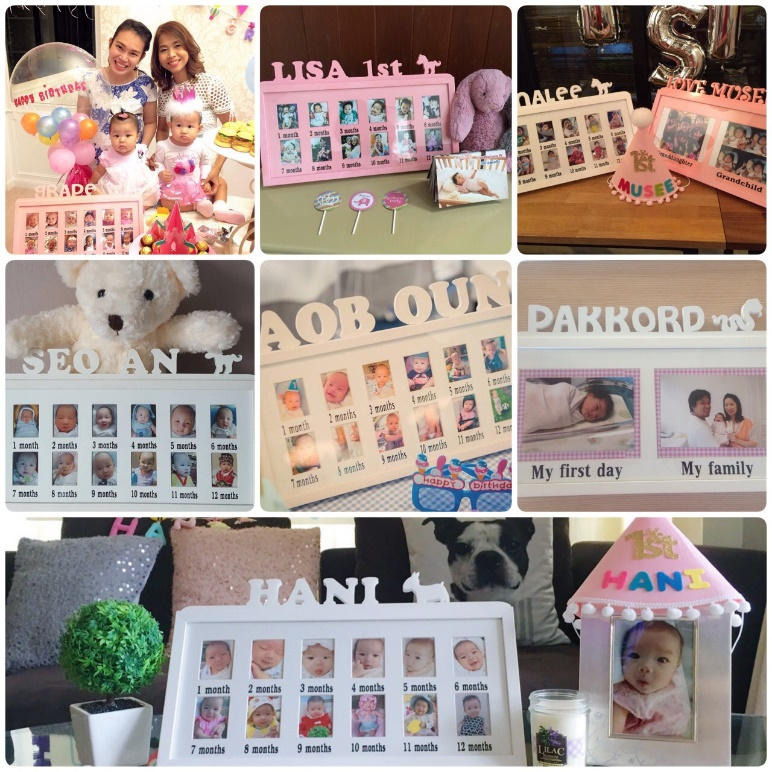 HAPPY BIRTHDAY
GRADE
LISA 1st
1 month 2 months 3 months 4 months 5 months 6 months
7 months 8 months 9 months 10 months 11 months 12
NALEE
LOVE MUSEE
1st
MUSEE
Grandchild
SEO AN
1 month 2 months 3 months 4 months 5 months 6 months
7 months 8 months 9 months 10 months 11 months 12 months
AOB OUN
1 month 2 months 3 months 4 months 5 months 6 months
7 months 8 months 9 months 10 months 11 months 12 months
happy birthday
PAKKORD
My first day My family
HANI
1 month 2 months 3 months 4 months 5 months 6 months
7 months 8 months 9 months 10 months 11 months 12 months
1st
HANI
LILAC